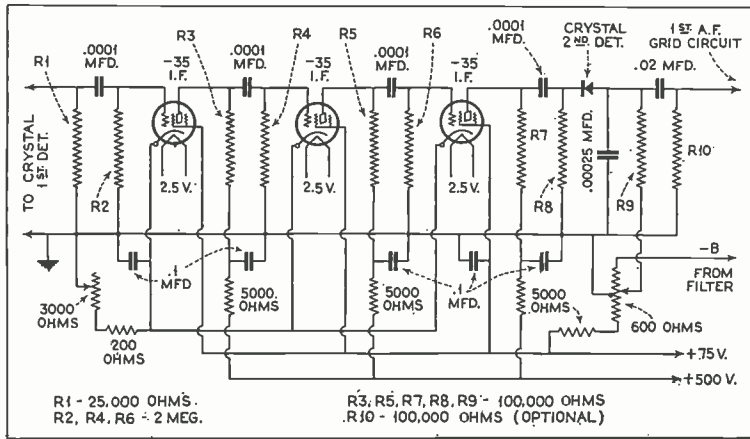 R1
.0001 MFD.
-35 I.F.
R3
.0001 MFD.
R4
-35 I.F.
R5
.0001 MFD.
R6
-35 I.F.
.0001 MFD.
CRYSTAL 2ND DET.
1ST A.F. GRID CIRCUIT
.02 MFD.
TO CRYSTAL 1ST DET.
R2
2.5 V.
2.5 V.
2.5 V.
R7
R8
.00025 MFD.
R9
R10
3000 OHMS
200 OHMS
.1 MFD
5000 OHMS
5000 OHMS
.1 MFD.
5000 OHMS
600 OHMS
-B FROM FILTER
+75 V.
+500 V.
R1 - 25,000 OHMS.
R2, R4, R6 - 2 MEG.
R3, R5, R7, R8, R9 - 100,000 OHMS
R10 - 100,000 OHMS (OPTIONAL)